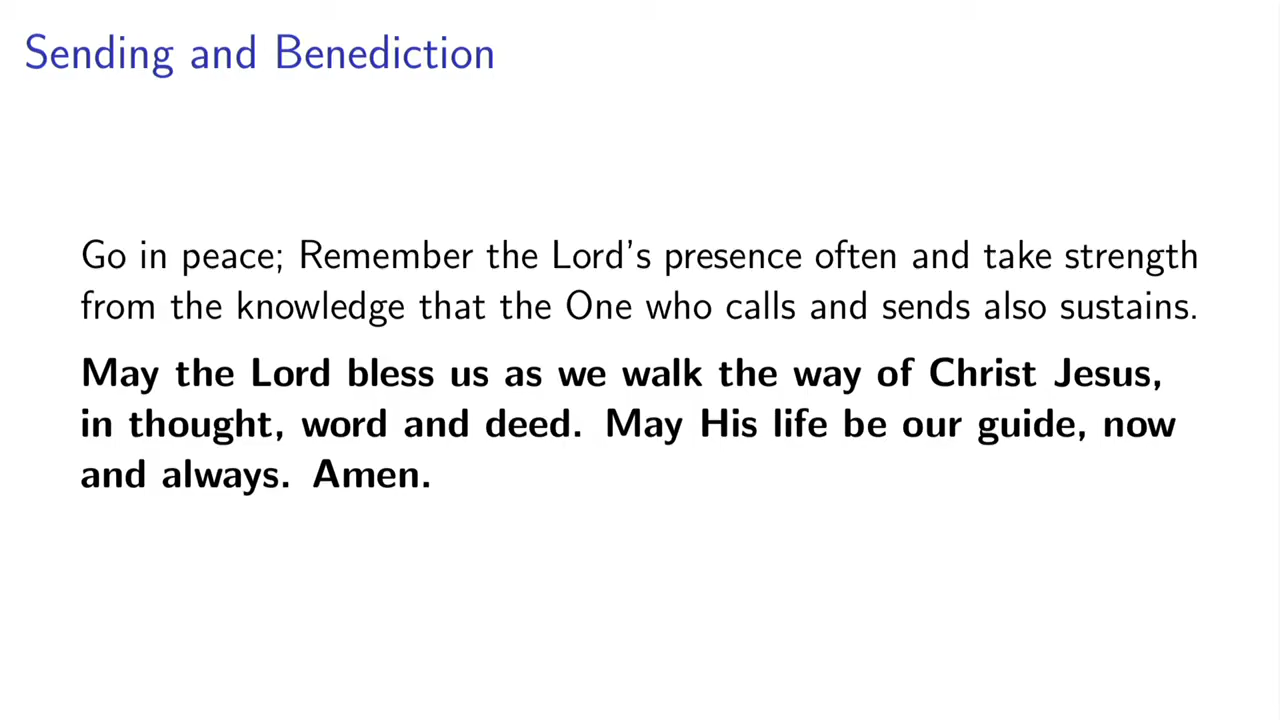 Sending and Benediction
Go in peace; Remember the Lord's presence often and take strength
from the knowledge that the One who calls and sends also sustains.
May the Lord bless us as we walk the way of Christ Jesus,
in thought, word and deed. May His life be our guide, now
and always. Amen.